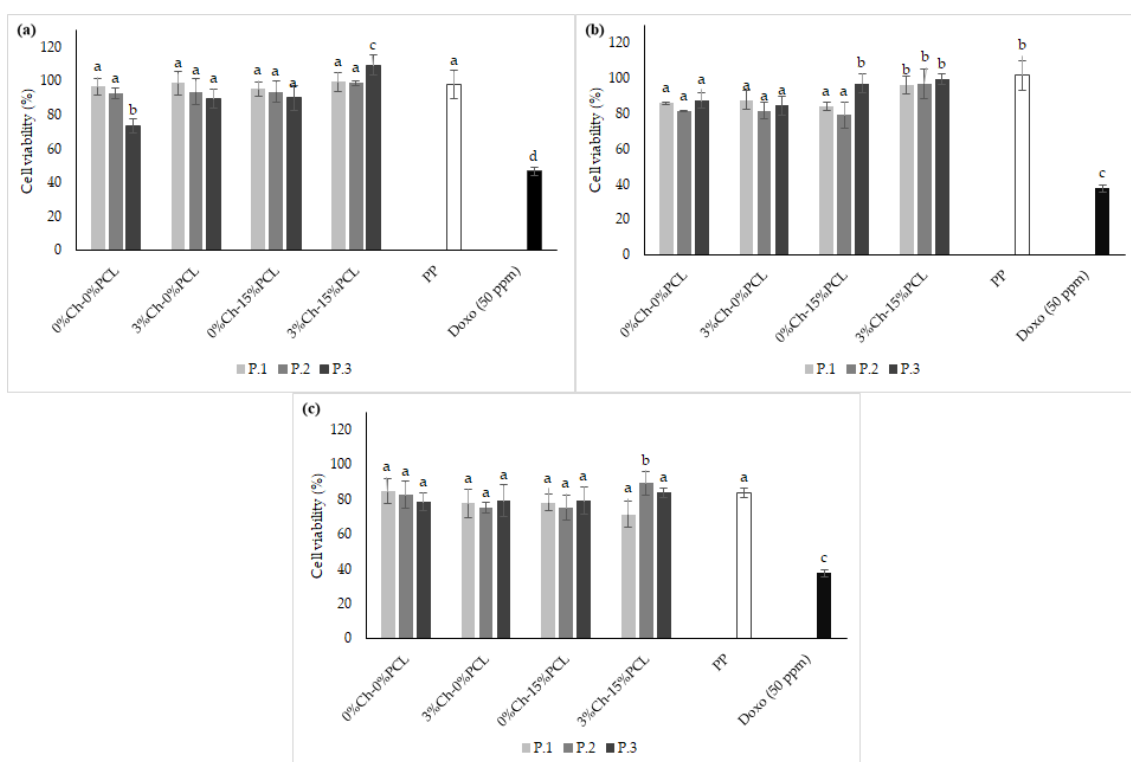 (a)
Cell viability (%)
120
100
80
60
40
20
0
a a b a a a a a a a a c a d
0%Ch-0%PCL
3%Ch-0%PCL
0%Ch-15%PCL
3%Ch-15%PCL
PP
Doxo (50 ppm)
P.1 P.2 P.3
(b)
Cell viability (%)
120
100
80
60
40
20
0
a a a a a a a a b b b b b c
0%Ch-0%PCL
3%Ch-0%PCL
0%Ch-15%PCL
3%Ch-15%PCL
PP
Doxo (50 ppm)
P.1 P.2 P.3
(c)
Cell viability (%)
120
100
80
60
40
20
0
a a a a a a a a a a b a a c
0%Ch-0%PCL
3%Ch-0%PCL
0%Ch-15%PCL
3%Ch-15%PCL
PP
Doxo (50 ppm)
P.1 P.2 P.3